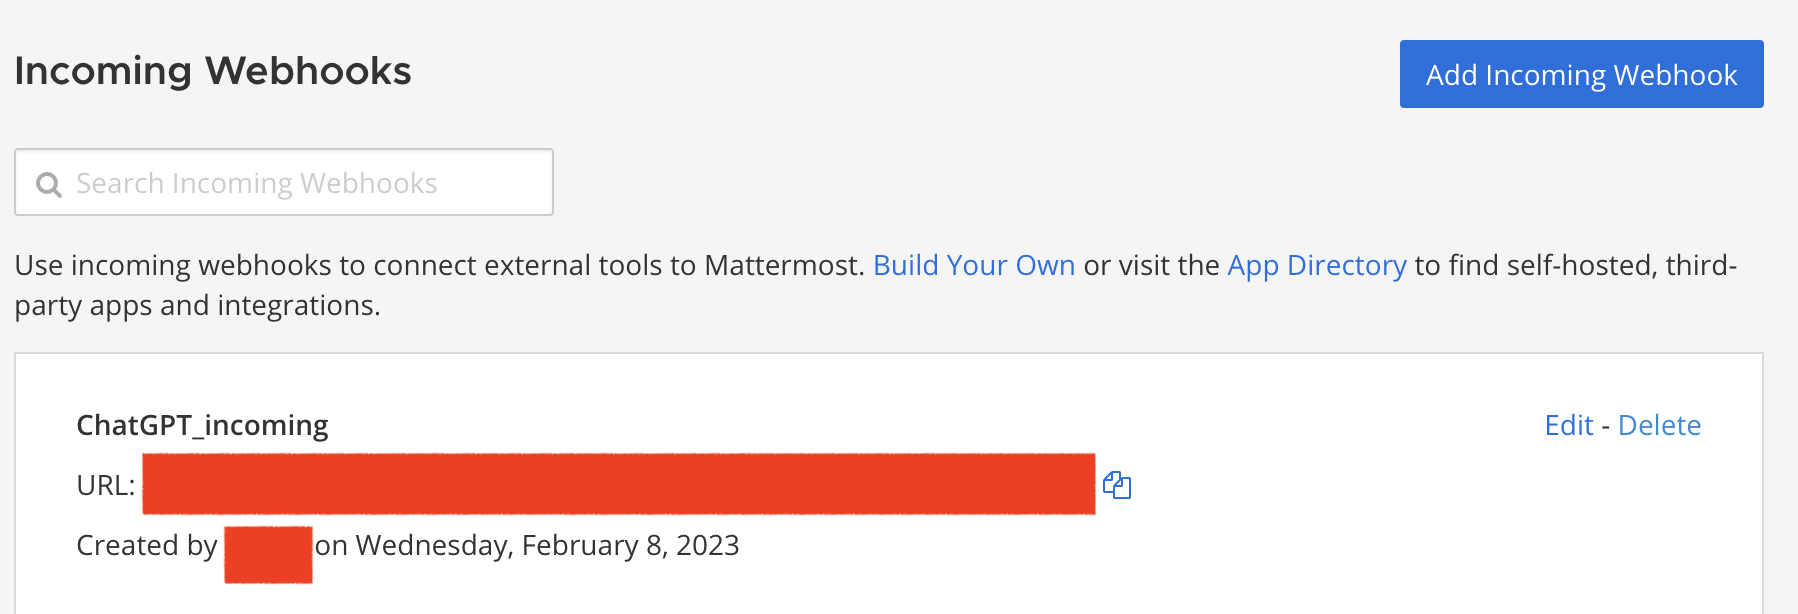 Incoming Webhooks
Add Incoming Webhook
Search Incoming Webhooks
Use incoming webhooks to connect external tools to Mattermost. Build Your Own or visit the App Directory to find self-hosted, third-
party apps and integrations.
ChatGPT_incoming
Edit - Delete
URL:
Created by on Wednesday, February 8, 2023